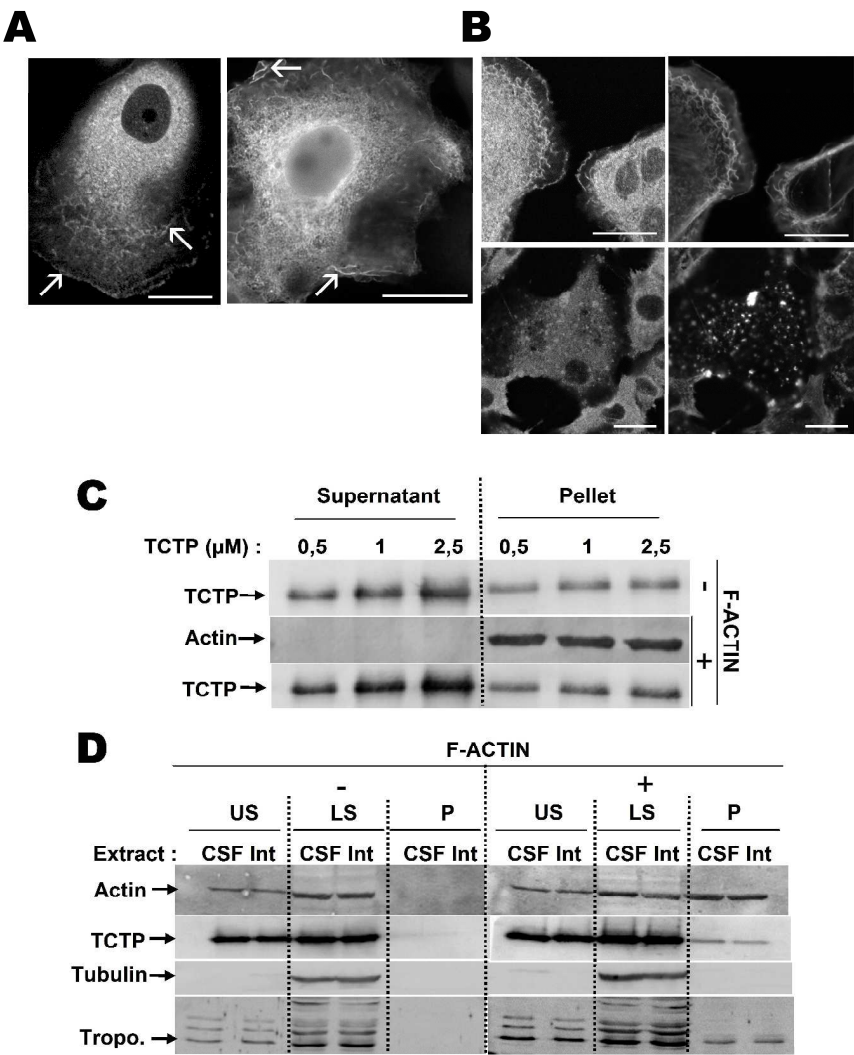 A
B
C
Supernatant Pellet
TCTP (µM) : 0,5 1 2,5 0,5 1 2,5
TCTP
-
Actin
+
TCTP
F-ACTIN
D
F-ACTIN
- +
US LS P US LS P
Extract : CSF Int CSF Int CSF Int CSF Int CSF Int CSF Int
Actin
TCTP
Tubulin
Tropo.